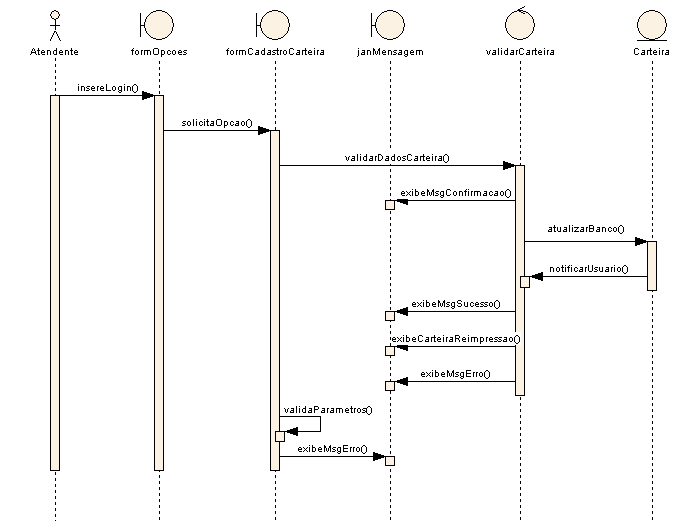 Atendente
formOpcoes
formCadastroCarteira
janMensagem
validarCarteira
Carteira
insereLogin()
solicitaOpcao()
validarDadosCarteira()
exibeMsgConfirmacao()
atualizarBanco()
notificarUsuario()
exibeMsgSucesso()
exibeCarteiraReimpressao()
exibeMsgErro()
validaParametros()
exibeMsgErro()